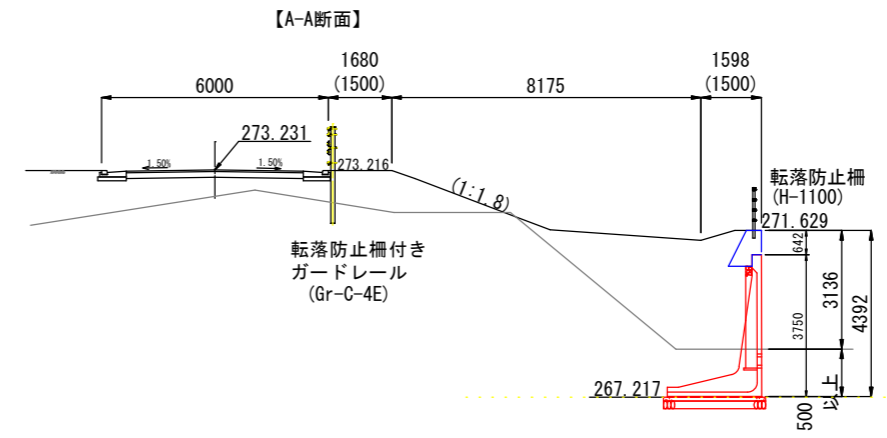 【A-A断面】
1680
1598
6000
(1500)
8175
(1500)
273.231
1.50%
1.50%
273.216
(1:1.8)
転落防止柵
(H-1100)
271.629
転落防止柵付き
ガードレール
(Gr-C-4E)
642
3136
4392
3750
267.217
500
以上